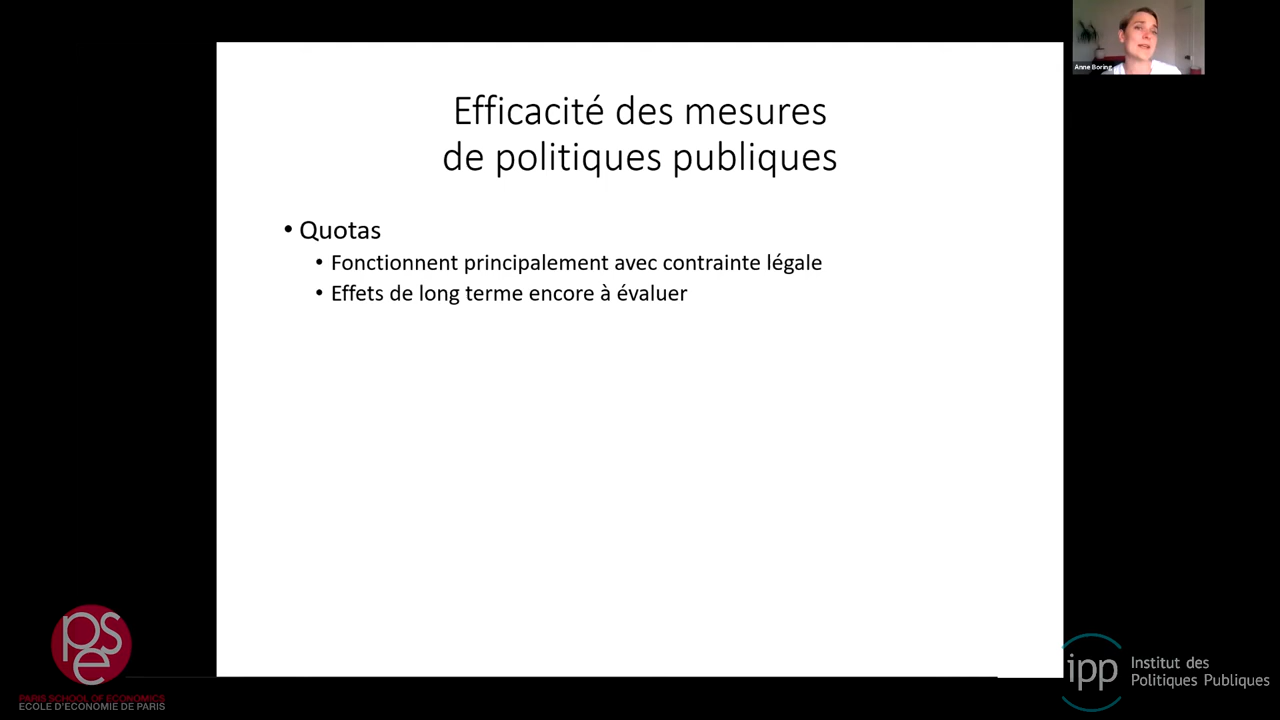 Anne Boring
Efficacité des mesures
de politiques publiques
• Quotas
• Fonctionnent principalement avec contrainte légale
• Effets de long terme encore à évaluer
pse
PARIS SCHOOL OF ECONOMICS
ECOLE D'ECONOMIE DE PARIS
ipp
Institut des
Politiques Publiques